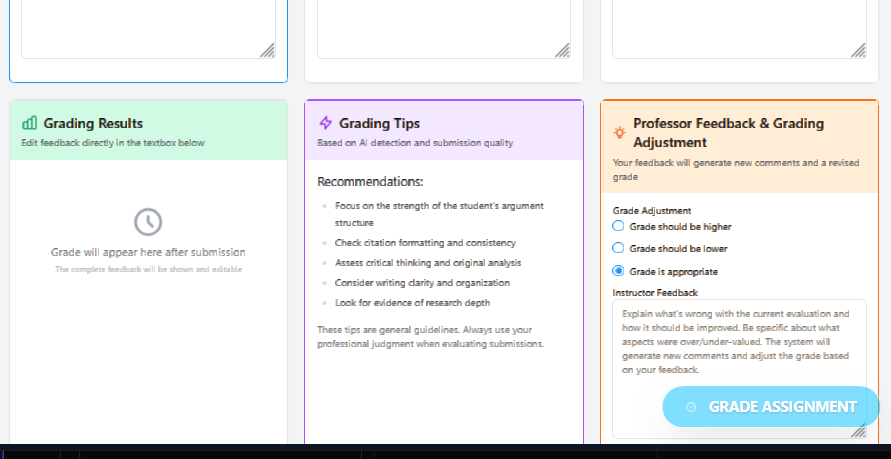 Grading Results
Edit feedback directly in the textbox below
Grade will appear here after submission
The complete feedback will be shown and editable
Grading Tips
Based on AI detection and submission quality
Recommendations:
Focus on the strength of the student's argument
structure
Check citation formatting and consistency
Assess critical thinking and original analysis
Consider writing clarity and organization
Look for evidence of research depth
These tips are general guidelines. Always use your
professional judgment when evaluating submissions.
Professor Feedback & Grading
Adjustment
Your feedback will generate new comments and a revised
grade
Grade Adjustment
Grade should be higher
Grade should be lower
Grade is appropriate
Instructor Feedback
Explain what's wrong with the current evaluation and
how it should be improved. Be specific about what
aspects were over/under-valued. The system will
generate new comments and adjust the grade based
on your feedback.
GRADE ASSIGNMENT